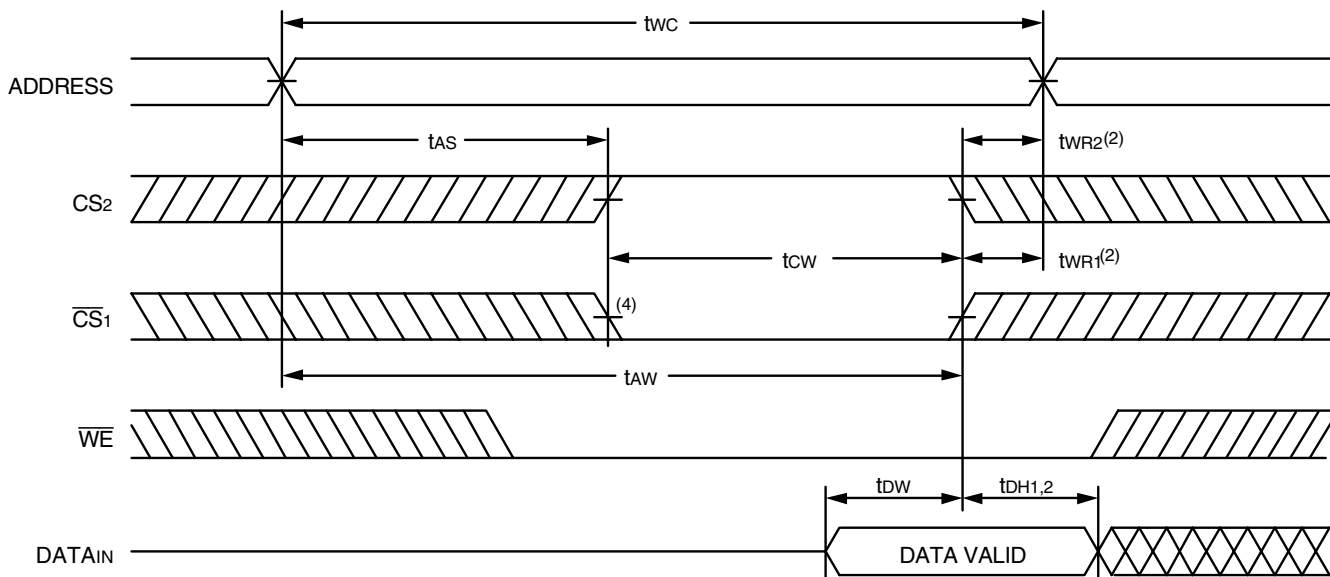 tWC
ADDRESS
tAS
tWR2(2)
CS2
tCW
tWR1(2)
CS1
(4)
tAW
WE
tDW
tDH1,2
DATAIN
DATA VALID